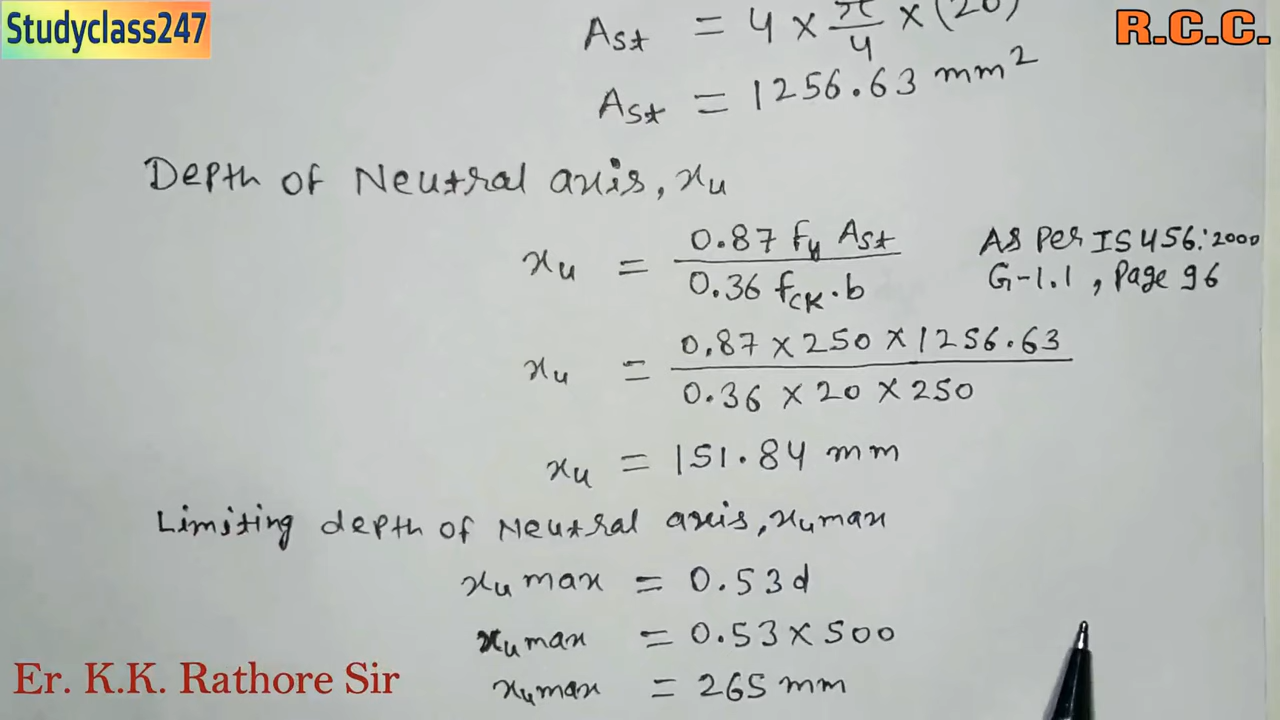 Studyclass247
R.C.C.
Ast = 4 × π/4 × (20)
Ast = 1256.63 mm²
Depth of Neutral axis, xu
xu = 0.87 fy Ast / 0.36 fck.b
As per IS 456:2000
G-1.1, Page 96
xu = 0.87 × 250 × 1256.63 / 0.36 × 20 × 250
xu = 151.84 mm
Limiting depth of Neutral axis, xumax
xumax = 0.53d
xumax = 0.53 × 500
xumax = 265 mm
Er. K.K. Rathore Sir